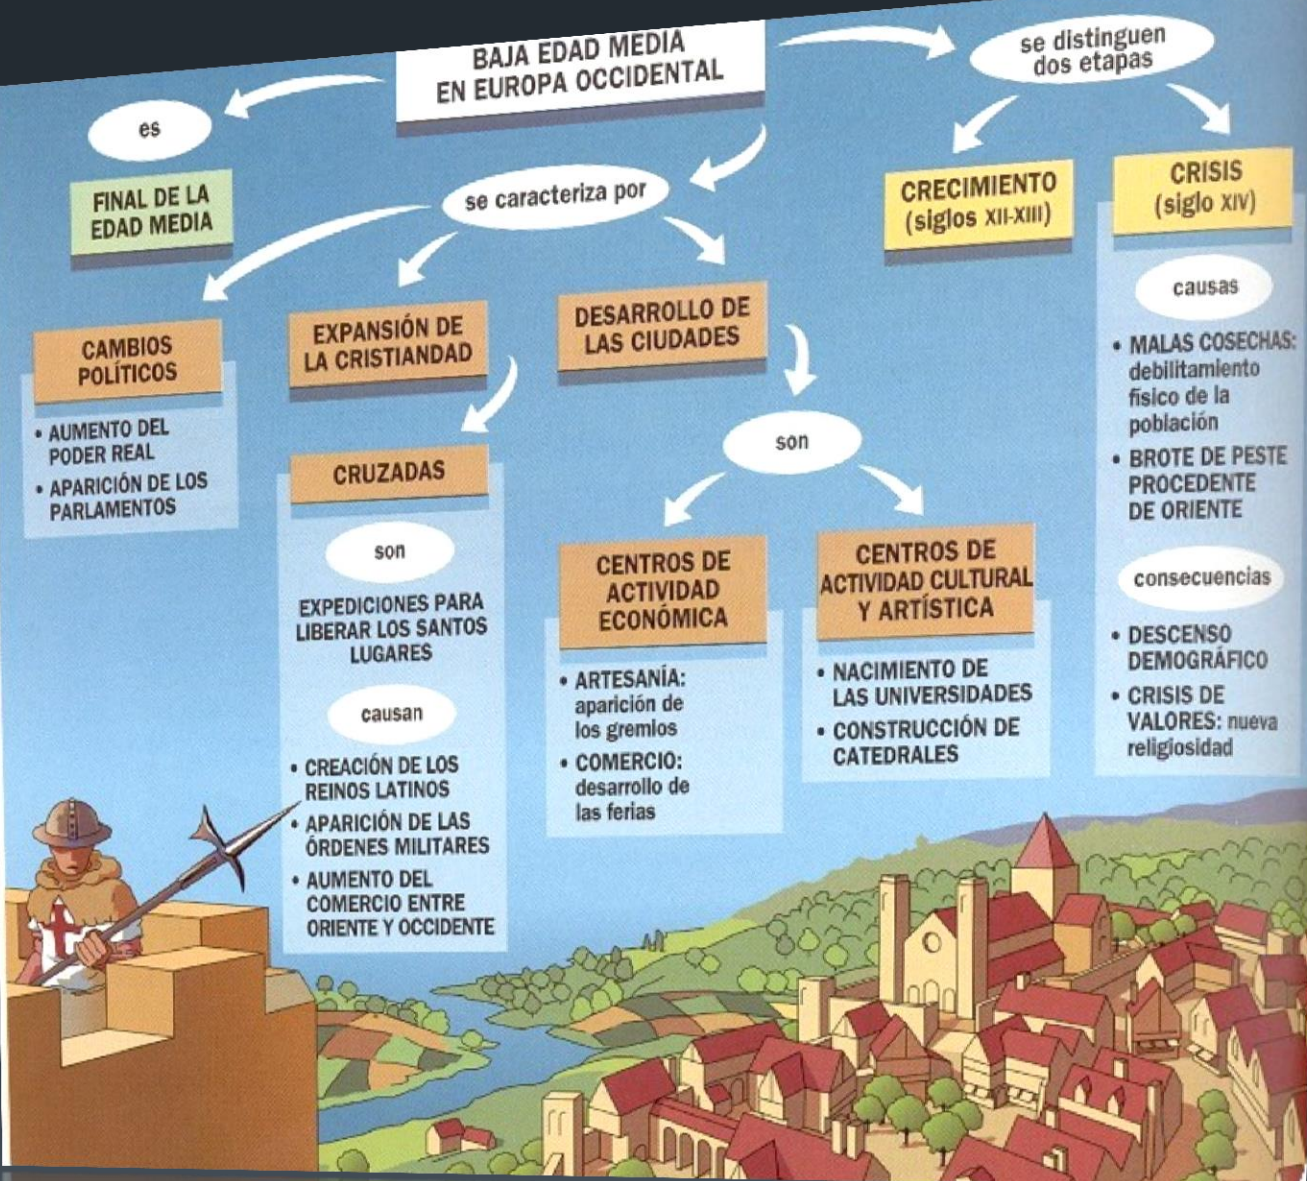 BAJA EDAD MEDIA
EN EUROPA OCCIDENTAL
es
FINAL DE LA
EDAD MEDIA
se caracteriza por
CAMBIOS
POLÍTICOS
• AUMENTO DEL
PODER REAL
• APARICIÓN DE LOS
PARLAMENTOS
EXPANSIÓN DE
LA CRISTIANDAD
CRUZADAS
son
EXPEDICIONES PARA
LIBERAR LOS SANTOS
LUGARES
causan
• CREACIÓN DE LOS
REINOS LATINOS
• APARICIÓN DE LAS
ÓRDENES MILITARES
• AUMENTO DEL
COMERCIO ENTRE
ORIENTE Y OCCIDENTE
DESARROLLO DE
LAS CIUDADES
son
CENTROS DE
ACTIVIDAD
ECONÓMICA
• ARTESANÍA:
aparición de
los gremios
• COMERCIO:
desarrollo de
las ferias
CENTROS DE
ACTIVIDAD CULTURAL
Y ARTÍSTICA
• NACIMIENTO DE
LAS UNIVERSIDADES
• CONSTRUCCIÓN DE
CATEDRALES
se distinguen
dos etapas
CRECIMIENTO
(siglos XII-XIII)
CRISIS
(siglo XIV)
causas
• MALAS COSECHAS:
debilitamiento
físico de la
población
• BROTE DE PESTE
PROCEDENTE
DE ORIENTE
consecuencias
• DESCENSO
DEMOGRÁFICO
• CRISIS DE
VALORES: nueva
religiosidad